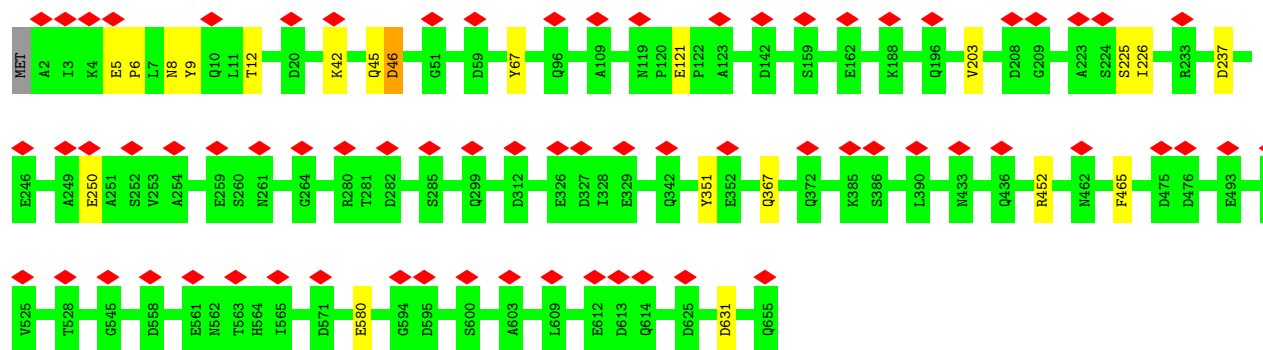 MET A2 I3 K4 E5 P6 L7 N8 Y9 Q10 L11 T12 D20 K42 Q45 D46 G51 D59 Y67 Q96 A109 N119 P120 E121 P122 A123 D142 S159 E162 K188 Q196 V203 D208 G209 A223 S224 S225 I226 R233 D237
E246 A249 E250 A251 S252 V253 A254 E259 S260 N261 G264 R280 T281 D282 S285 Q299 D312 E326 D327 I328 E329 Q342 Y351 E352 Q367 Q372 K385 S386 L390 N433 Q436 R452 N462 F465 D475 D476 E493
V525 T528 G545 D558 E561 N562 T563 H564 I565 D571 E580 G594 D595 S600 A603 L609 E612 D613 Q614 D625 D631 Q655